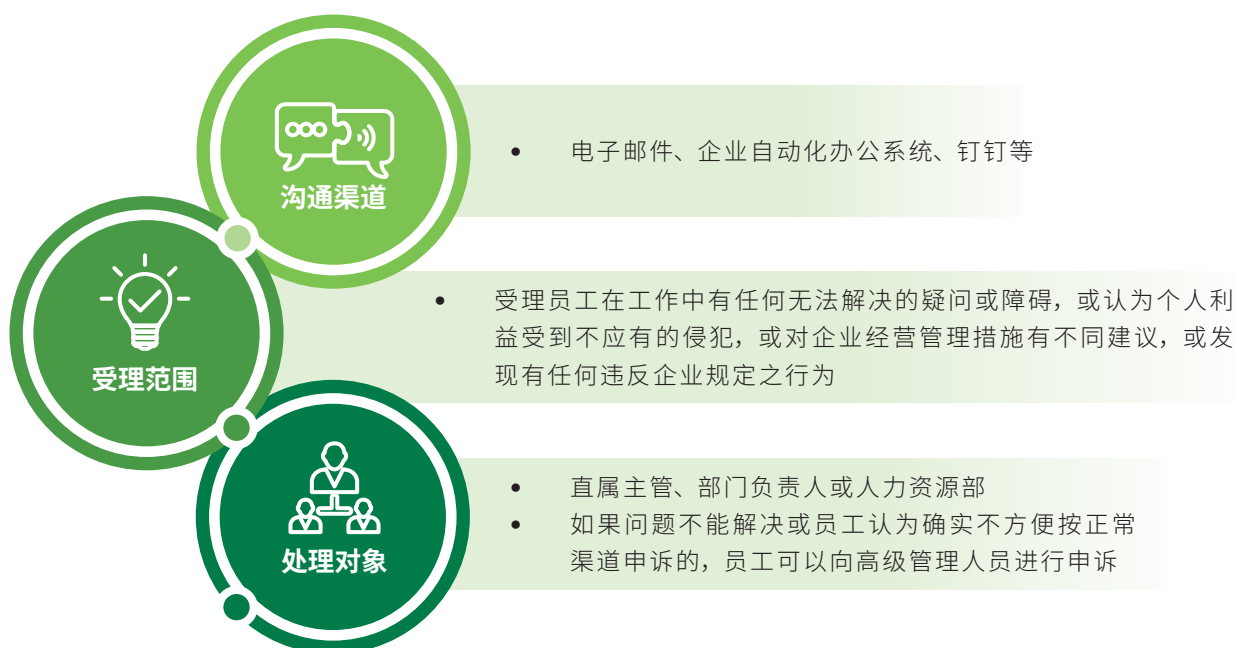 沟通渠道
• 电子邮件、企业自动化办公系统、钉钉等
受理范围
• 受理员工在工作中有任何无法解决的疑问或障碍，或认为个人利
益受到不应有的侵犯，或对企业经营管理措施有不同建议，或发
现有任何违反企业规定之行为
处理对象
• 直属主管、部门负责人或人力资源部
• 如果问题不能解决或员工认为确实不方便按正常
渠道申诉的，员工可以向高级管理人员进行申诉